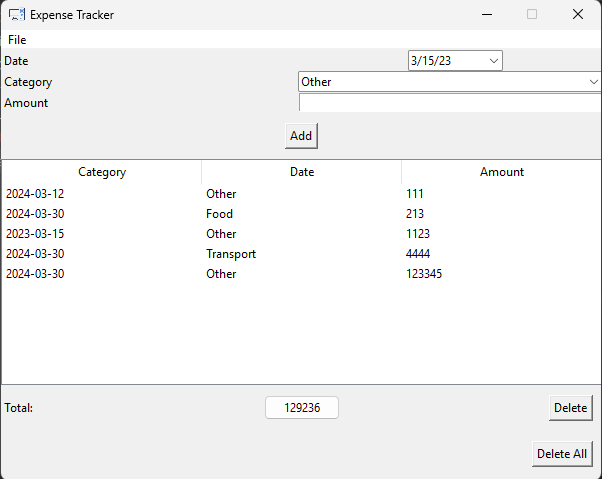 Expense Tracker
File
Date 3/15/23
Category Other
Amount
Add
Category Date Amount
2024-03-12 Other 111
2024-03-30 Food 213
2023-03-15 Other 1123
2024-03-30 Transport 4444
2024-03-30 Other 123345
Total: 129236 Delete
Delete All